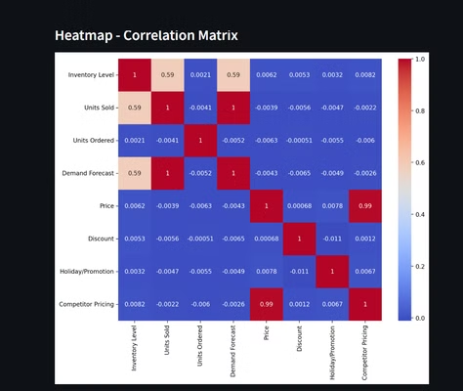 Heatmap - Correlation Matrix
Inventory Level 1 0.59 0.0021 0.59 0.0062 0.0053 0.0032 0.0082
Units Sold 0.59 1 -0.0041 1 -0.0039 -0.0056 -0.0047 -0.0022
Units Ordered 0.0021 -0.0041 1 -0.0052 -0.0063 -0.00051 -0.0055 -0.006
Demand Forecast 0.59 1 -0.0052 1 -0.0043 -0.0065 -0.0049 -0.0026
Price 0.0062 -0.0039 -0.0063 -0.0043 1 0.00068 0.0078 0.99
Discount 0.0053 -0.0056 -0.00051 -0.0065 0.00068 1 -0.011 0.0012
Holiday/Promotion 0.0032 -0.0047 -0.0055 -0.0049 0.0078 -0.011 1 0.0067
Competitor Pricing 0.0082 -0.0022 -0.006 -0.0026 0.99 0.0012 0.0067 1
Inventory Level
Units Sold
Units Ordered
Demand Forecast
Price
Discount
Holiday/Promotion
Competitor Pricing
1.0
0.8
0.6
0.4
0.2
0.0